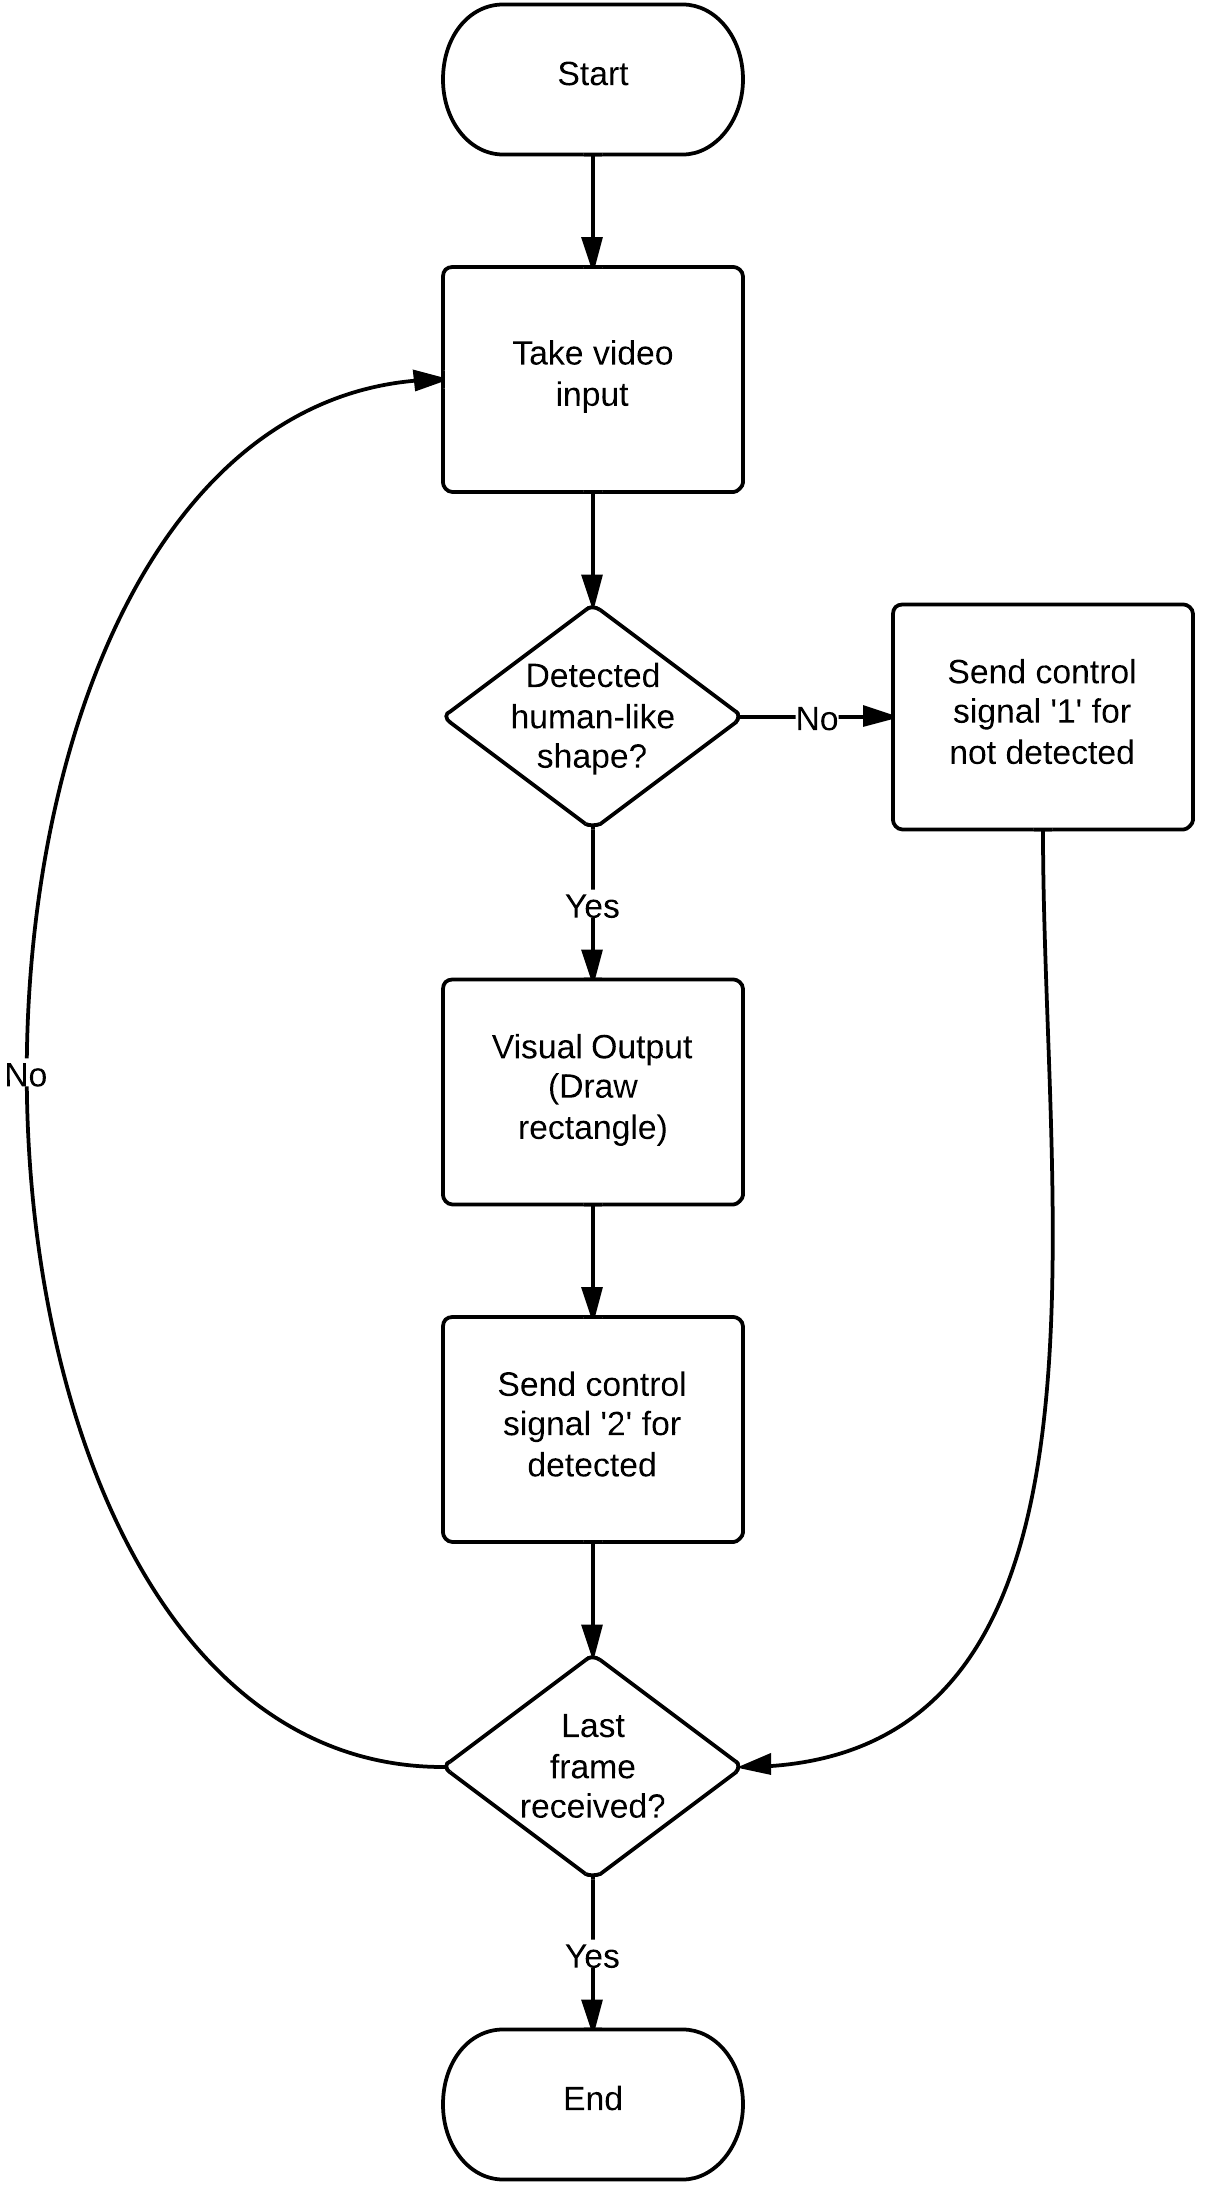 Start
Take video
input
Detected
human-like
shape?
No
Send control
signal '1' for
not detected
Yes
Visual Output
(Draw
rectangle)
No
Send control
signal '2' for
detected
Last
frame
received?
Yes
End